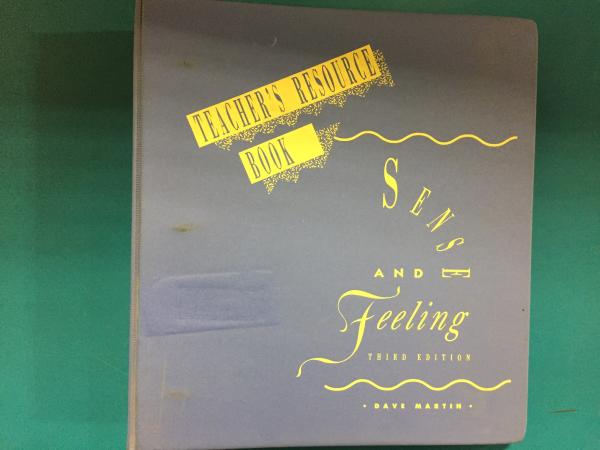 TEACHER'S RESOURCE
BOOK
SENSE
AND
Feeling
THIRD EDITION
• DAVE MARTIN •